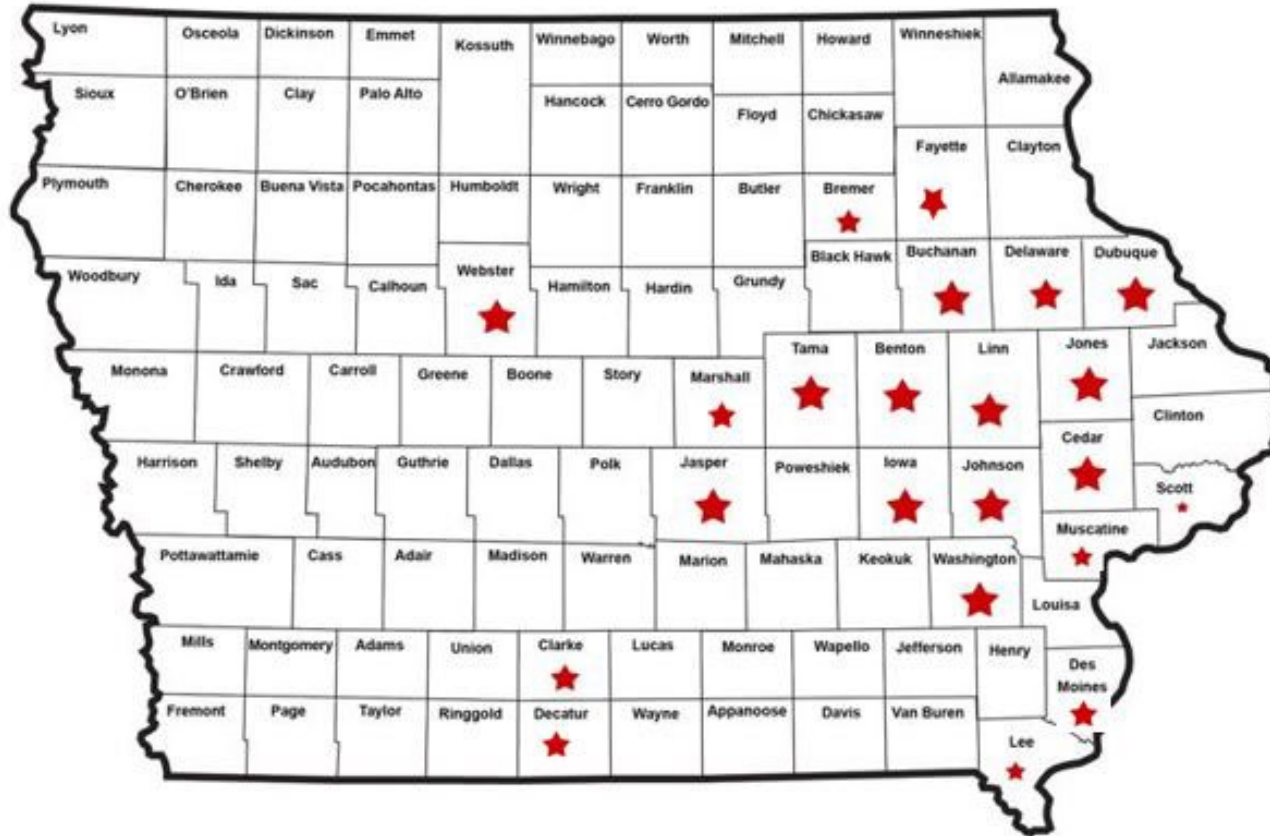 Lyon
Osceola
Dickinson
Emmet
Kossuth
Winnebago
Worth
Mitchell
Howard
Winneshiek
Allamakee
Sioux
O'Brien
Clay
Palo Alto
Hancock
Cerro Gordo
Floyd
Chickasaw
Fayette
Clayton
Plymouth
Cherokee
Buena Vista
Pocahontas
Humboldt
Wright
Franklin
Butler
Bremer
Woodbury
Ida
Sac
Calhoun
Webster
Hamilton
Hardin
Grundy
Black Hawk
Buchanan
Delaware
Dubuque
Monona
Crawford
Carroll
Greene
Boone
Story
Marshall
Tama
Benton
Linn
Jones
Jackson
Clinton
Cedar
Harrison
Shelby
Audubon
Guthrie
Dallas
Polk
Jasper
Poweshiek
Iowa
Johnson
Scott
Muscatine
Pottawattamie
Cass
Adair
Madison
Warren
Marion
Mahaska
Keokuk
Washington
Louisa
Mills
Montgomery
Adams
Union
Clarke
Lucas
Monroe
Wapello
Jefferson
Henry
Des
Moines
Fremont
Page
Taylor
Ringgold
Decatur
Wayne
Appanoose
Davis
Van Buren
Lee